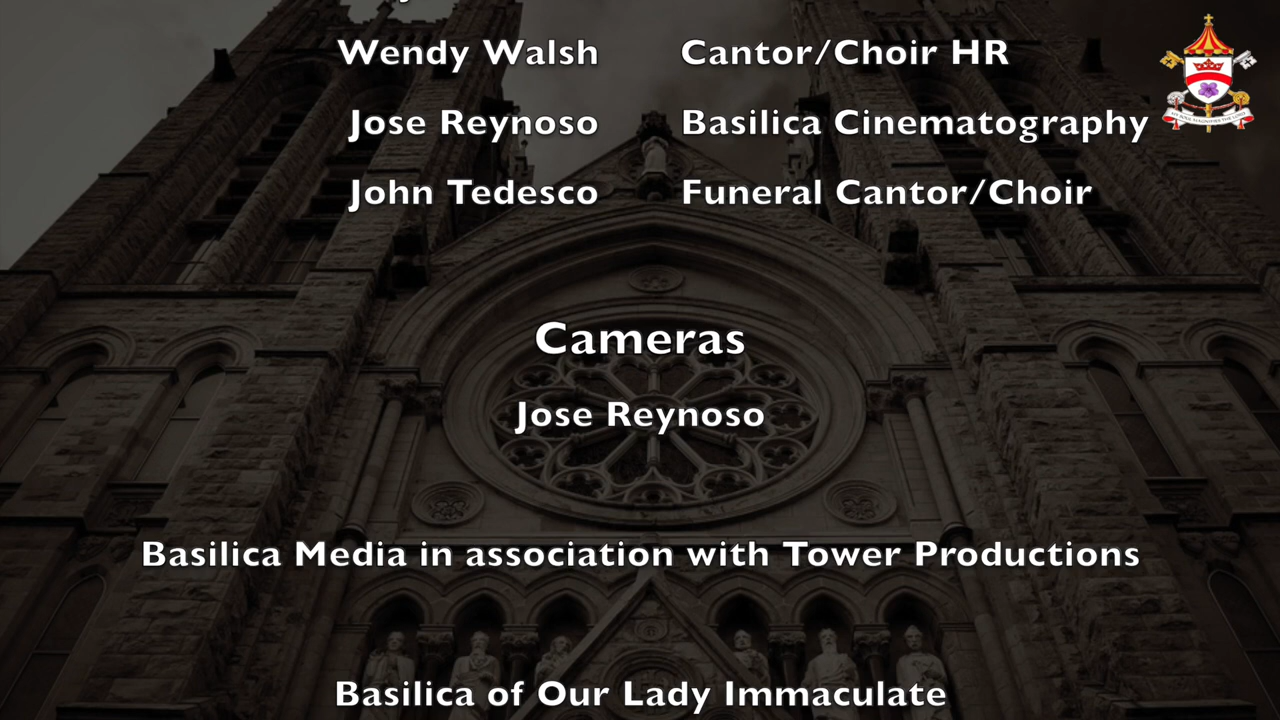 Wendy Walsh Cantor/Choir HR
Jose Reynoso Basilica Cinematography
John Tedesco Funeral Cantor/Choir
Cameras
Jose Reynoso
Basilica Media in association with Tower Productions
Basilica of Our Lady Immaculate